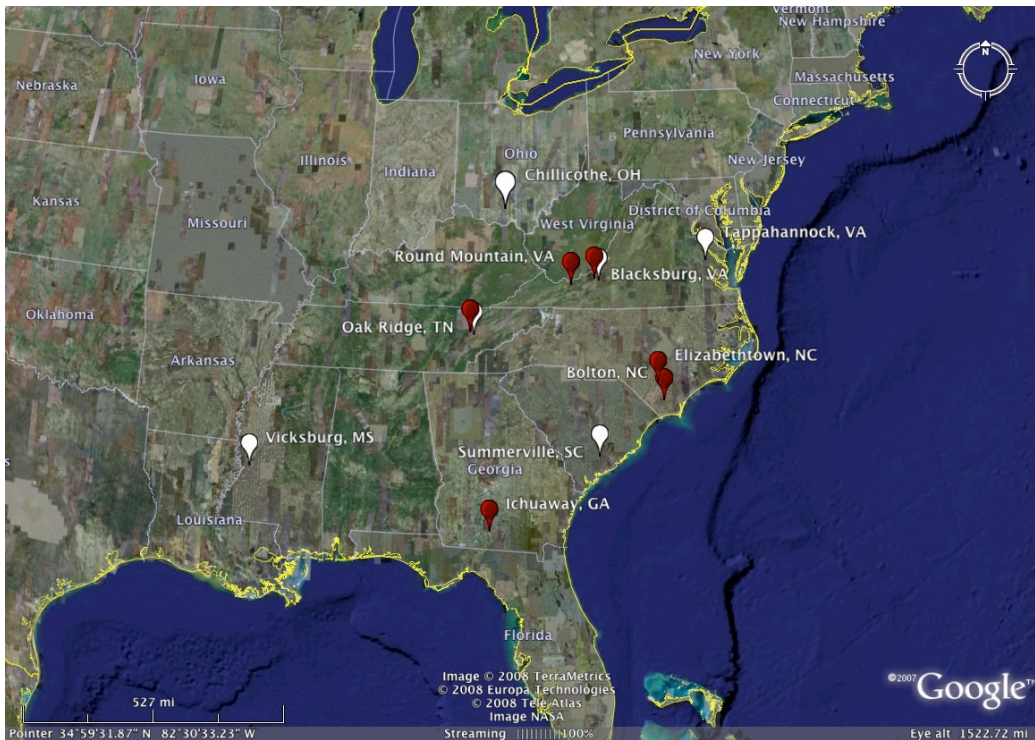 Vermont
New Hampshire
N
New York
Nebraska
Iowa
Massachusetts
Connecticut
Pennsylvania
Illinois
Indiana
Ohio
New Jersey
Chillicothe, OH
Kansas
Missouri
West Virginia
District of Columbia
Tappahannock, VA
Round Mountain, VA
Blacksburg, VA
Oklahoma
Oak Ridge, TN
Arkansas
Elizabethtown, NC
Bolton, NC
Vicksburg, MS
Summerville, SC
s
Georgia
Ichuaway, GA
Louisiana
Florida
Image © 2008 TerraMetrics
© 2008 Europa Technologies
© 2008 Tele Atlas
Image NASA
©2007 Google™
527 mi
Pointer 34°59'31.87" N 82°30'33.23" W
Streaming ||||||||| 100%
Eye alt 1522.72 mi